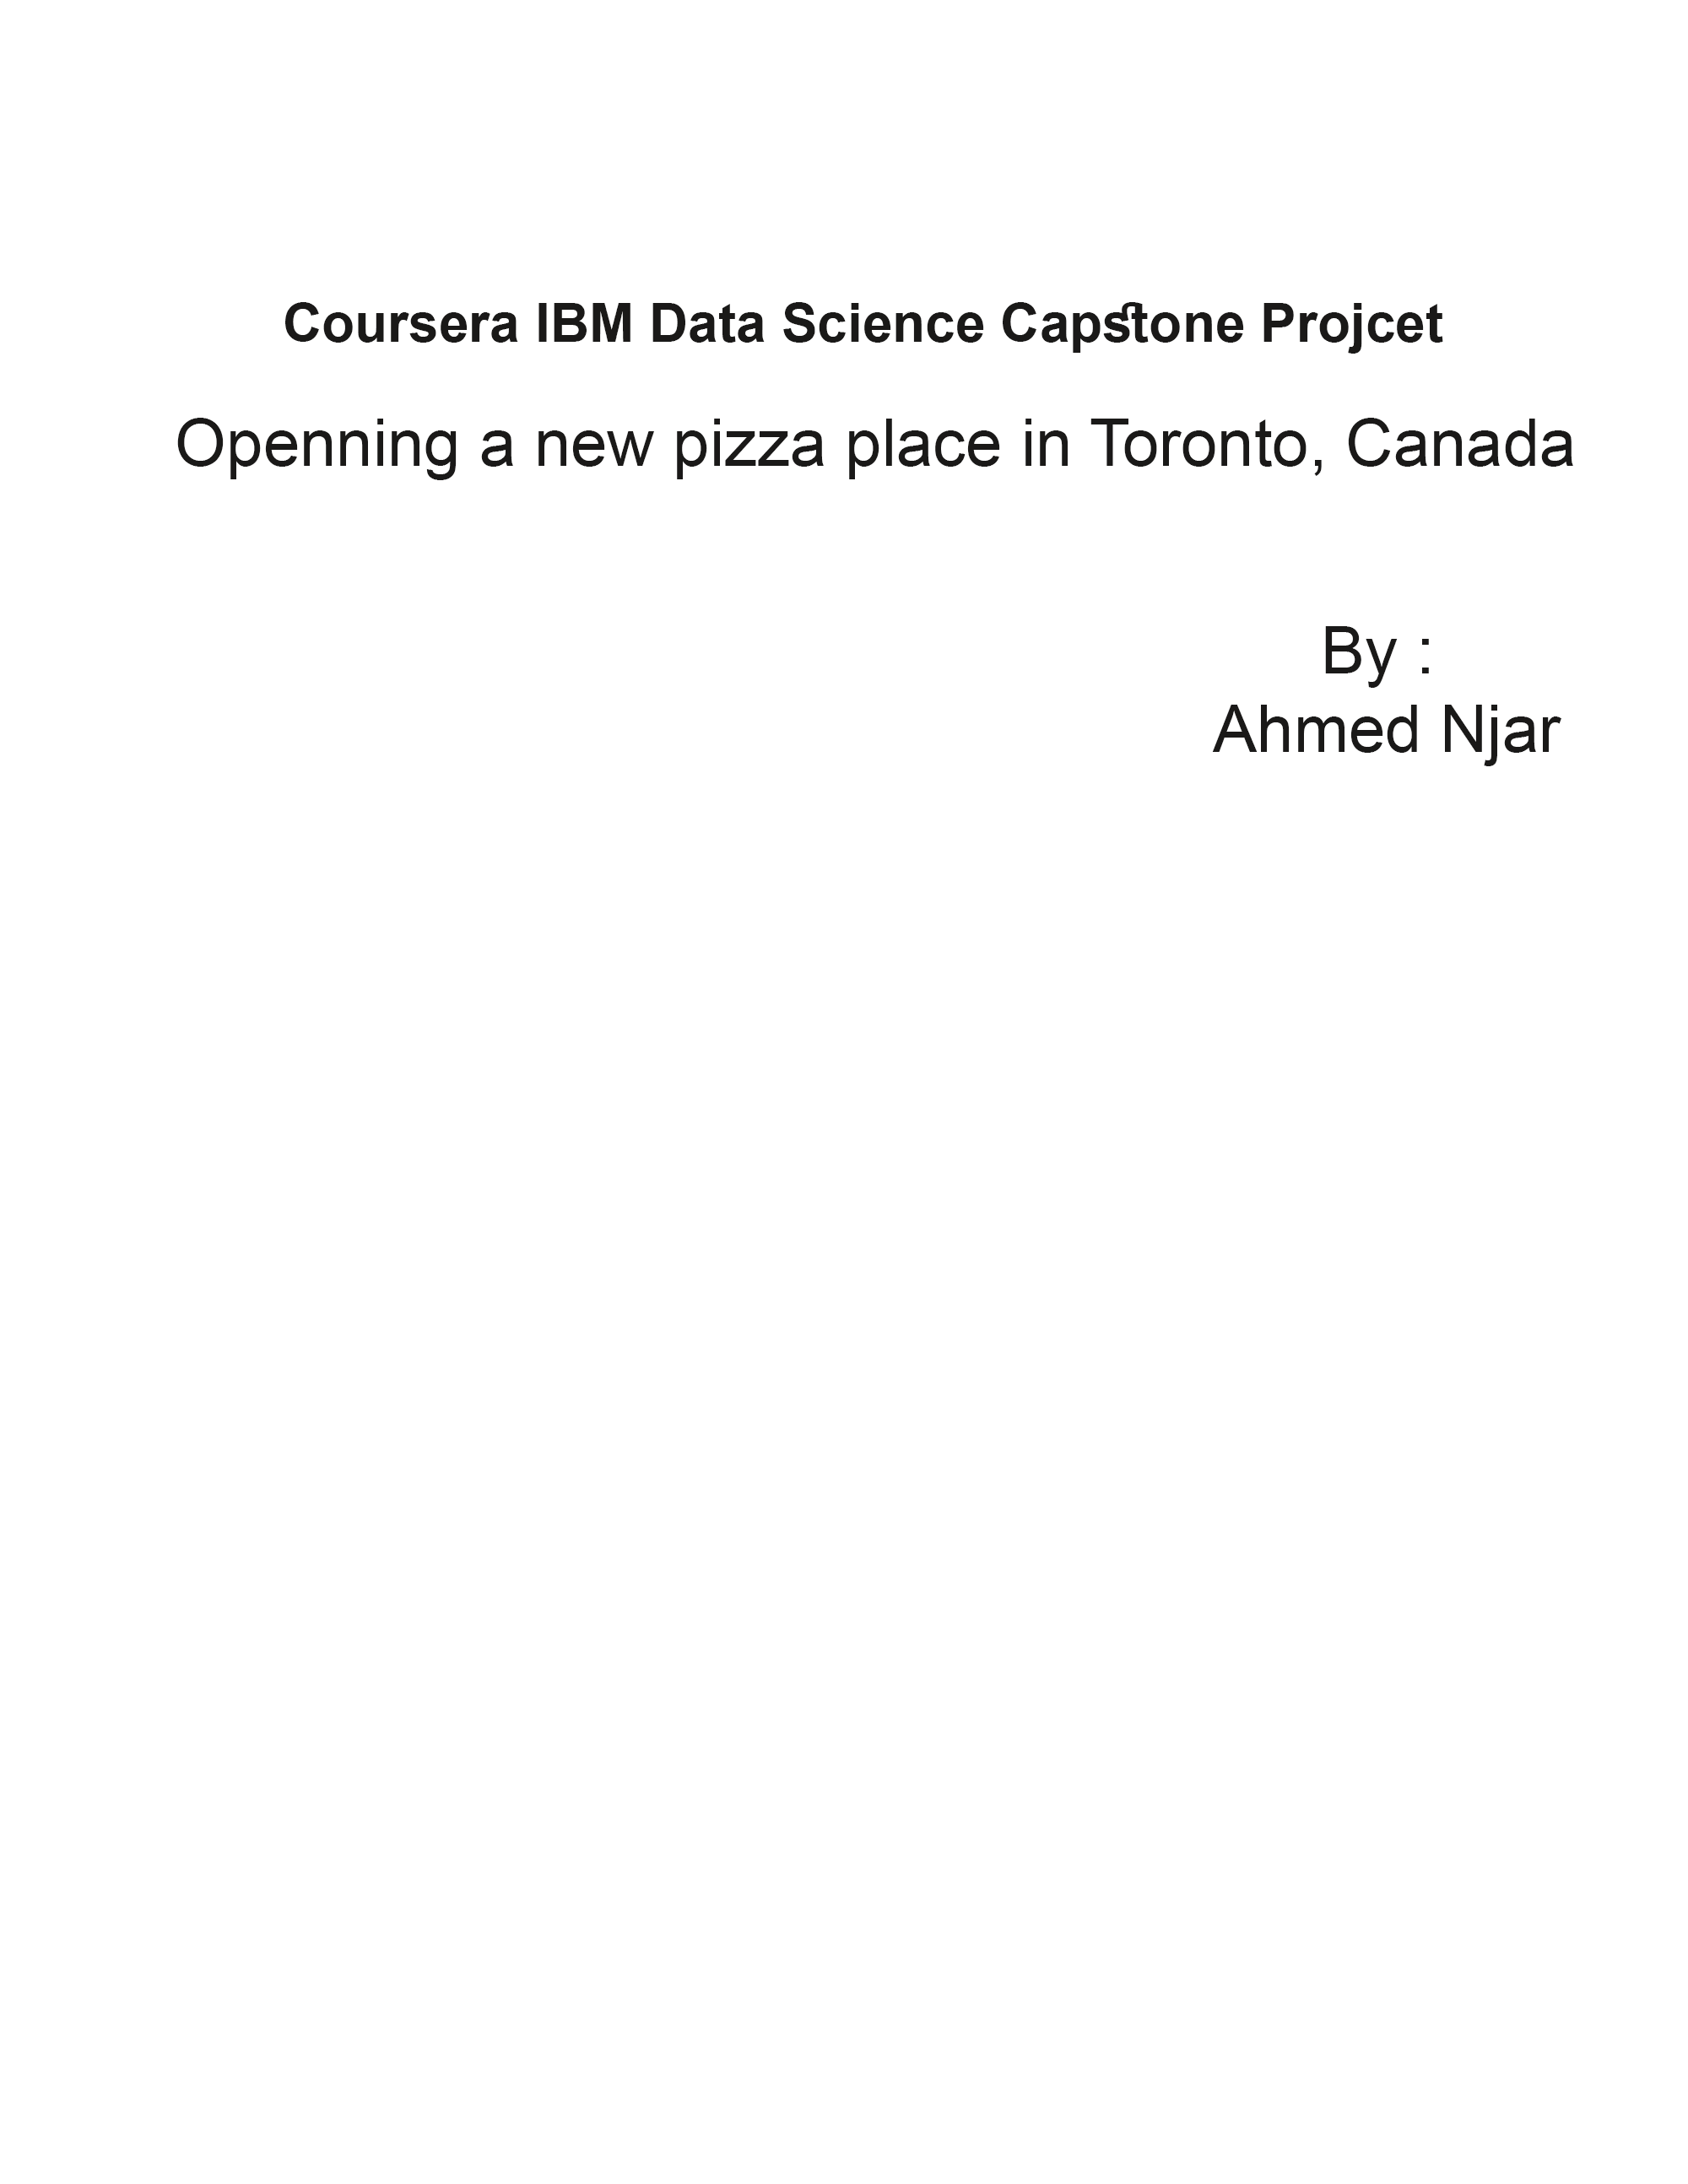 Coursera IBM Data Science Capstone Projcet
Openning a new pizza place in Toronto, Canada
By :
Ahmed Njar